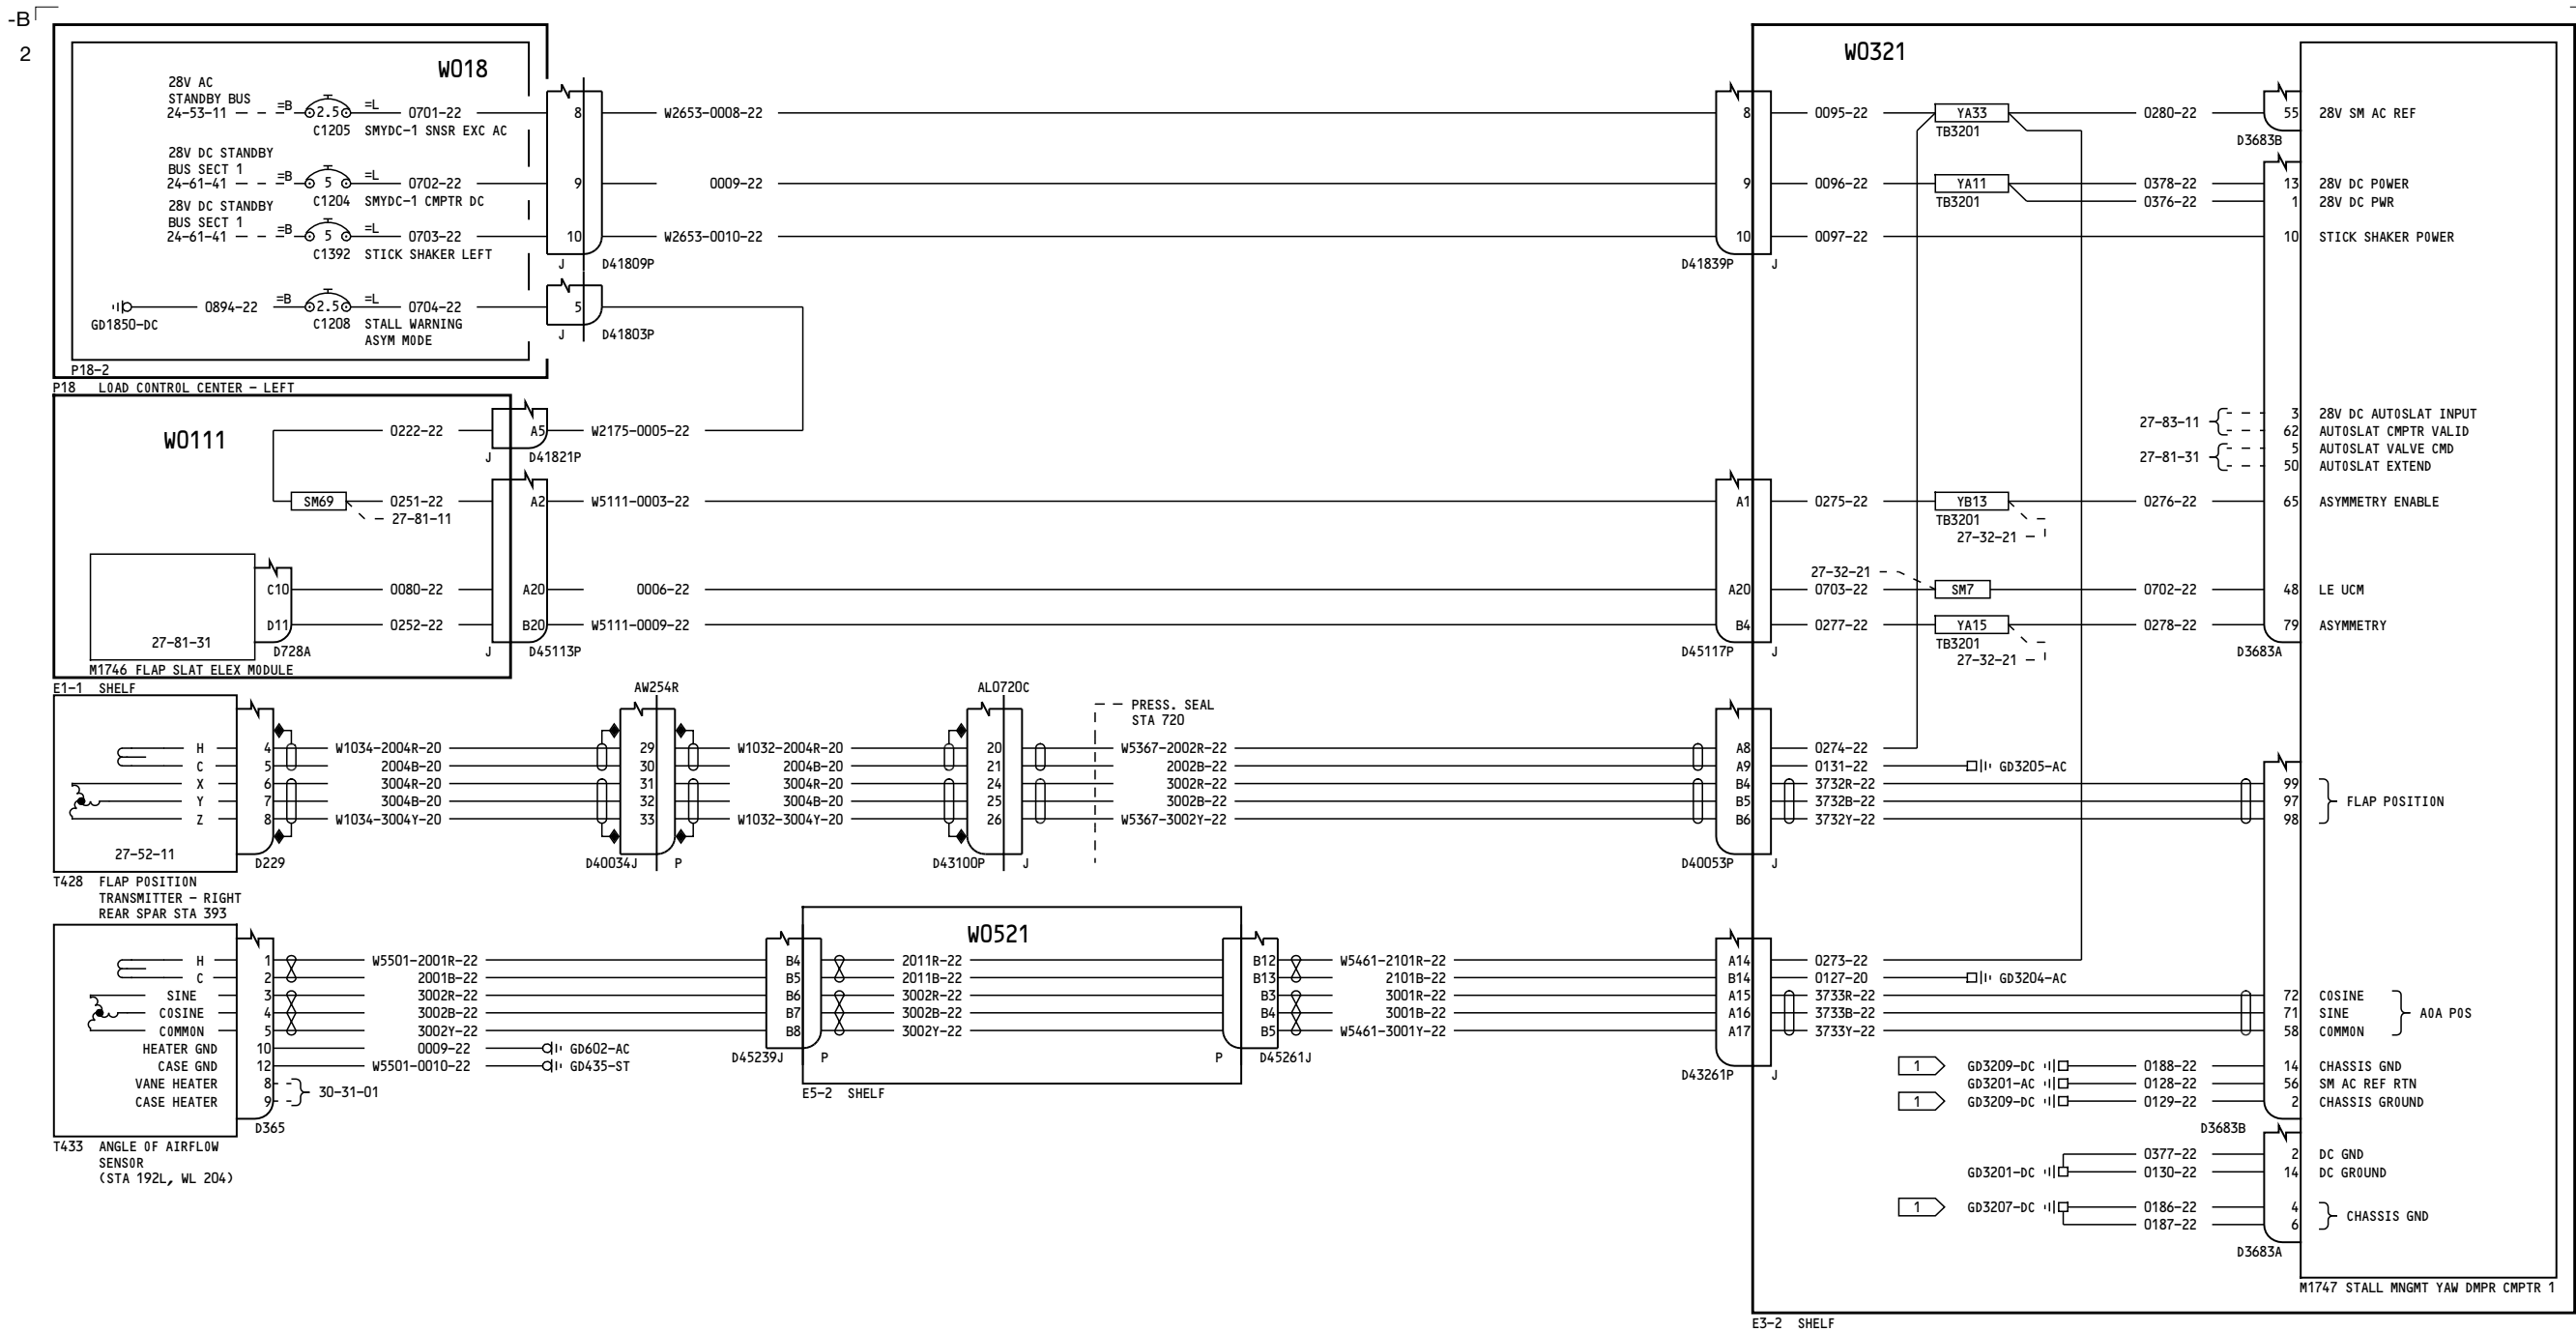 -B
2
W018
28V AC
STANDBY BUS
24-53-11
=B
2.5
=L
0701-22
C1205 SMYDC-1 SNSR EXC AC
28V DC STANDBY
BUS SECT 1
24-61-41
=B
5
=L
0702-22
C1204 SMYDC-1 CMPTR DC
28V DC STANDBY
BUS SECT 1
24-61-41
=B
5
=L
0703-22
C1392 STICK SHAKER LEFT
GD1850-DC
0894-22
=B
2.5
=L
0704-22
C1208 STALL WARNING
ASYM MODE
P18-2
P18 LOAD CONTROL CENTER - LEFT
8 W2653-0008-22
9 0009-22
10 W2653-0010-22
J D41809P
5
J D41803P
W0111
0222-22
A5 W2175-0005-22
J D41821P
SM69 0251-22
27-81-11
A2 W5111-0003-22
C10 0080-22 A20 0006-22
D11 0252-22 B20 W5111-0009-22
27-81-31
D728A
J D45113P
M1746 FLAP SLAT ELEX MODULE
E1-1 SHELF
AW254R
AL0720C
PRESS. SEAL
STA 720
H 4 W1034-2004R-20 29 W1032-2004R-20 20 W5367-2002R-22
C 5 2004B-20 30 2004B-20 21 2002B-22
X 6 3004R-20 31 3004R-20 24 3002R-22
Y 7 3004B-20 32 3004B-20 25 3002B-22
Z 8 W1034-3004Y-20 33 W1032-3004Y-20 26 W5367-3002Y-22
27-52-11
D229
D40034J P
D43100P J
T428 FLAP POSITION
TRANSMITTER - RIGHT
REAR SPAR STA 393
W0521
H 1 W5501-2001R-22 B4 2011R-22 B12 W5461-2101R-22
C 2 2001B-22 B5 2011B-22 B13 2101B-22
SINE 3 3002R-22 B6 3002R-22 B3 3001R-22
COSINE 4 3002B-22 B7 3002B-22 B4 3001B-22
COMMON 5 3002Y-22 B8 3002Y-22 B5 W5461-3001Y-22
HEATER GND 10 0009-22 GD602-AC
CASE GND 12 W5501-0010-22 GD435-ST
VANE HEATER 8
CASE HEATER 9
30-31-01
D365
D45239J P
P D45261J
E5-2 SHELF
T433 ANGLE OF AIRFLOW
SENSOR
(STA 192L, WL 204)
W0321
8 0095-22 YA33 0280-22 55 28V SM AC REF
TB3201
D3683B
9 0096-22 YA11 0378-22 13 28V DC POWER
TB3201 0376-22 1 28V DC PWR
10 0097-22 10 STICK SHAKER POWER
D41839P J
27-83-11
3 28V DC AUTOSLAT INPUT
62 AUTOSLAT CMPTR VALID
27-81-31
5 AUTOSLAT VALVE CMD
50 AUTOSLAT EXTEND
A1 0275-22 YB13 0276-22 65 ASYMMETRY ENABLE
TB3201
27-32-21
27-32-21
A20 0703-22 SM7 0702-22 48 LE UCM
B4 0277-22 YA15 0278-22 79 ASYMMETRY
TB3201
27-32-21
D45117P J
D3683A
A8 0274-22
A9 0131-22 GD3205-AC
B4 3732R-22 99
B5 3732B-22 97 FLAP POSITION
B6 3732Y-22 98
D40053P J
A14 0273-22
B14 0127-20 GD3204-AC
A15 3733R-22 72 COSINE
A16 3733B-22 71 SINE AOA POS
A17 3733Y-22 58 COMMON
D43261P J
1 GD3209-DC 0188-22 14 CHASSIS GND
GD3201-AC 0128-22 56 SM AC REF RTN
1 GD3209-DC 0129-22 2 CHASSIS GROUND
D3683B
0377-22 2 DC GND
GD3201-DC 0130-22 14 DC GROUND
1 GD3207-DC 0186-22 4 CHASSIS GND
0187-22 6
D3683A
M1747 STALL MNGMT YAW DMPR CMPTR 1
E3-2 SHELF